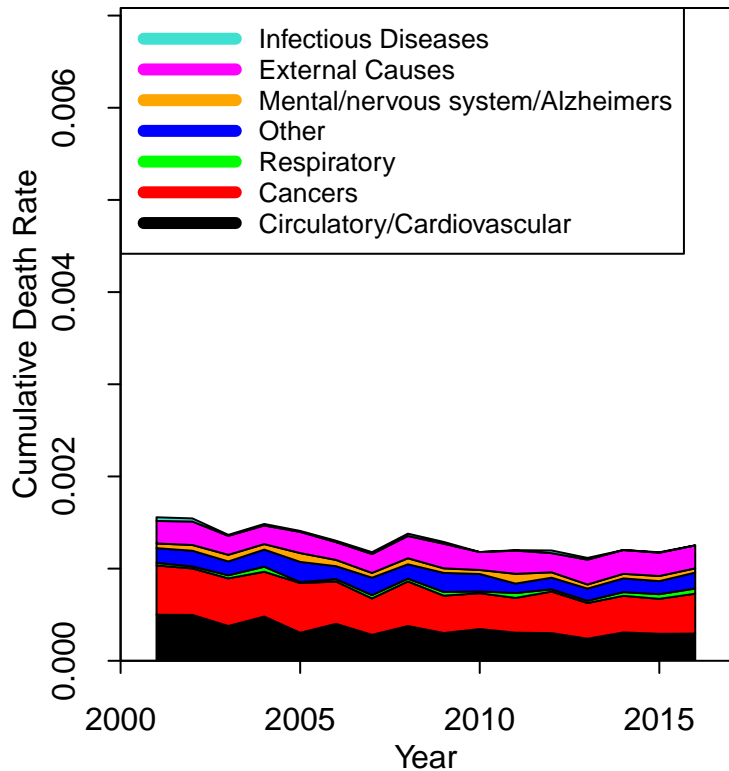 Infectious Diseases
External Causes
Mental/nervous system/Alzheimers
Other
Respiratory
Cancers
Circulatory/Cardiovascular
Cumulative Death Rate
0.006
0.004
0.002
0.000
2000 2005 2010 2015
Year